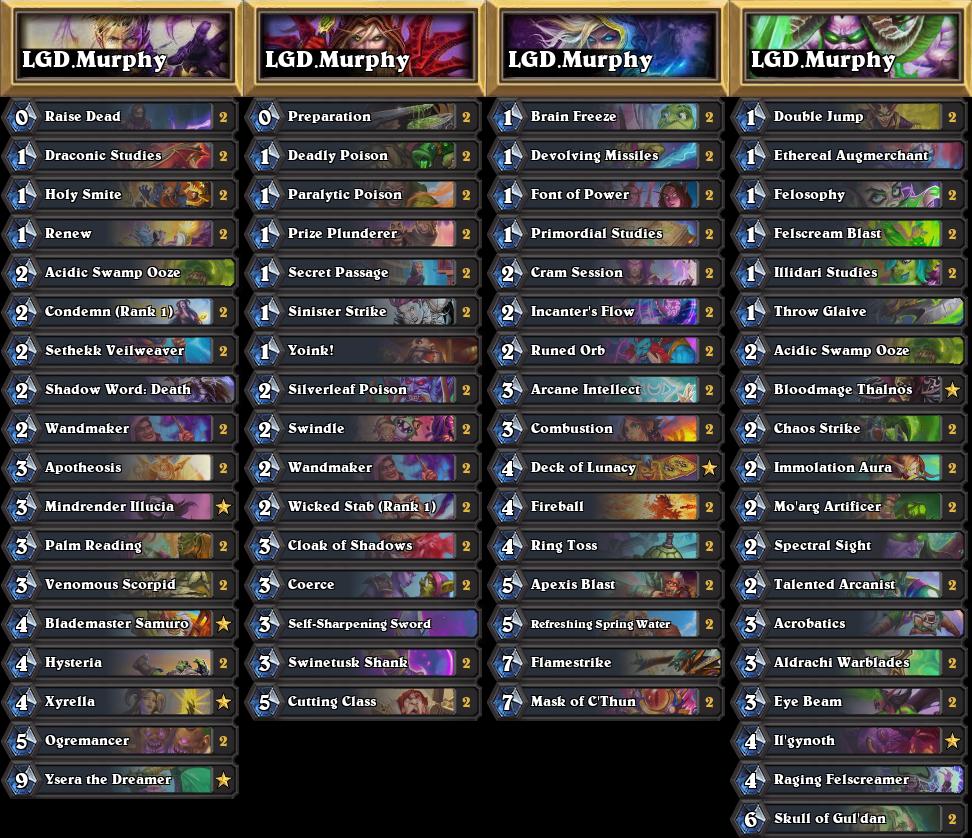 LGD.Murphy
0 Raise Dead 2
1 Draconic Studies 2
1 Holy Smite 2
1 Renew 2
2 Acidic Swamp Ooze
2 Condemn (Rank 1) 2
2 Sethekk Veilweaver 2
2 Shadow Word: Death
2 Wandmaker 2
3 Apotheosis 2
3 Mindrender Illucia
3 Palm Reading 2
3 Venomous Scorpid 2
4 Blademaster Samuro
4 Hysteria 2
4 Xyrella
5 Ogremancer 2
9 Ysera the Dreamer
LGD.Murphy
0 Preparation 2
1 Deadly Poison 2
1 Paralytic Poison 2
1 Prize Plunderer 2
1 Secret Passage 2
1 Sinister Strike 2
1 Yoink!
2 Silverleaf Poison 2
2 Swindle 2
2 Wandmaker 2
2 Wicked Stab (Rank 1) 2
3 Cloak of Shadows 2
3 Coerce 2
3 Self-Sharpening Sword
3 Swinetusk Shank 2
5 Cutting Class 2
LGD.Murphy
1 Brain Freeze 2
1 Devolving Missiles 2
1 Font of Power 2
1 Primordial Studies 2
2 Cram Session 2
2 Incanter's Flow 2
2 Runed Orb 2
3 Arcane Intellect 2
3 Combustion 2
4 Deck of Lunacy
4 Fireball 2
4 Ring Toss 2
5 Apexis Blast 2
5 Refreshing Spring Water 2
7 Flamestrike
7 Mask of C'Thun 2
LGD.Murphy
1 Double Jump 2
1 Ethereal Augmerchant
1 Felosophy 2
1 Felscream Blast 2
1 Illidari Studies 2
1 Throw Glaive
2 Acidic Swamp Ooze
2 Bloodmage Thalnos
2 Chaos Strike 2
2 Immolation Aura 2
2 Mo'arg Artificer 2
2 Spectral Sight
2 Talented Arcanist 2
3 Acrobatics
3 Aldrachi Warblades 2
3 Eye Beam 2
4 Il'gynoth
4 Raging Felscreamer
6 Skull of Gul'dan 2